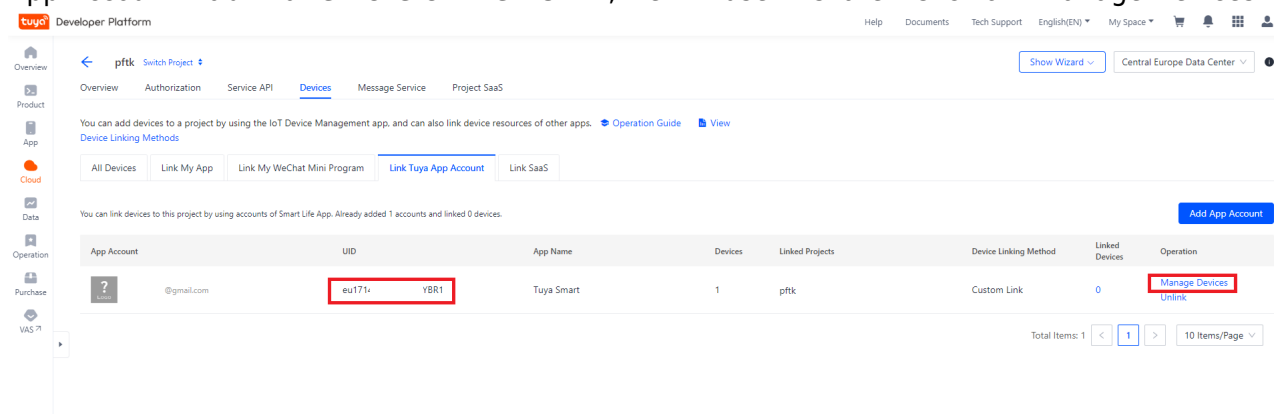 tuya Developer Platform Help Documents Tech Support English(EN) My Space
Overview
Product
App
Cloud
Data
Operation
Purchase
VAS
pftk Switch Project Show Wizard Central Europe Data Center
Overview Authorization Service API Devices Message Service Project SaaS
You can add devices to a project by using the IoT Device Management app, and can also link device resources of other apps. Operation Guide View
Device Linking Methods
All Devices Link My App Link My WeChat Mini Program Link Tuya App Account Link SaaS
You can link devices to this project by using accounts of Smart Life App. Already added 1 accounts and linked 0 devices. Add App Account
App Account UID App Name Devices Linked Projects Device Linking Method Linked Devices Operation
? @gmail.com eu171 YBR1 Tuya Smart 1 pftk Custom Link 0 Manage Devices
Unlink
Total Items: 1 < 1 > 10 Items/Page